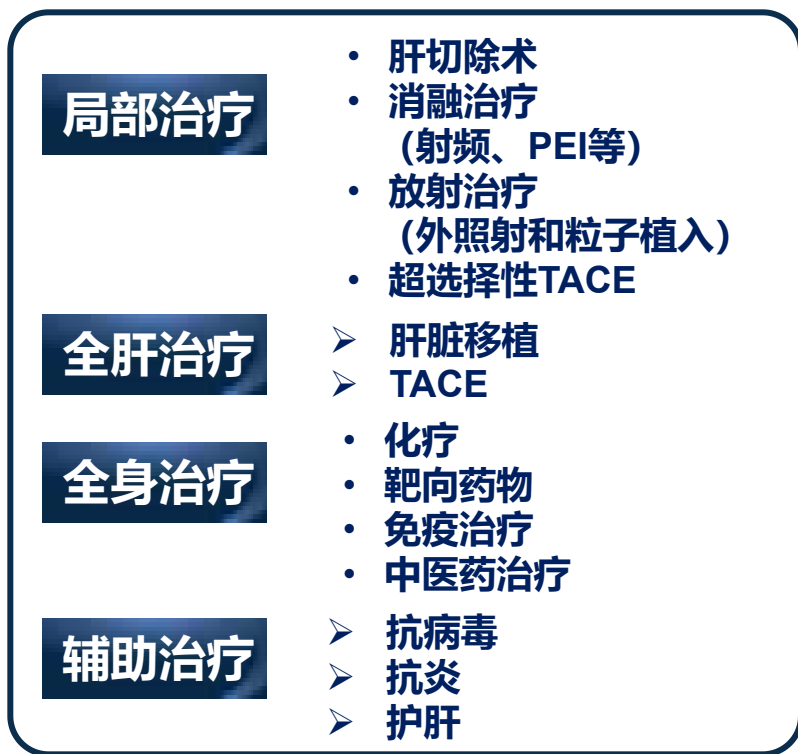 局部治疗
• 肝切除术
• 消融治疗
(射频、PEI等)
• 放射治疗
(外照射和粒子植入)
• 超选择性TACE
全肝治疗
➢ 肝脏移植
➢ TACE
全身治疗
• 化疗
• 靶向药物
• 免疫治疗
• 中医药治疗
辅助治疗
➢ 抗病毒
➢ 抗炎
➢ 护肝